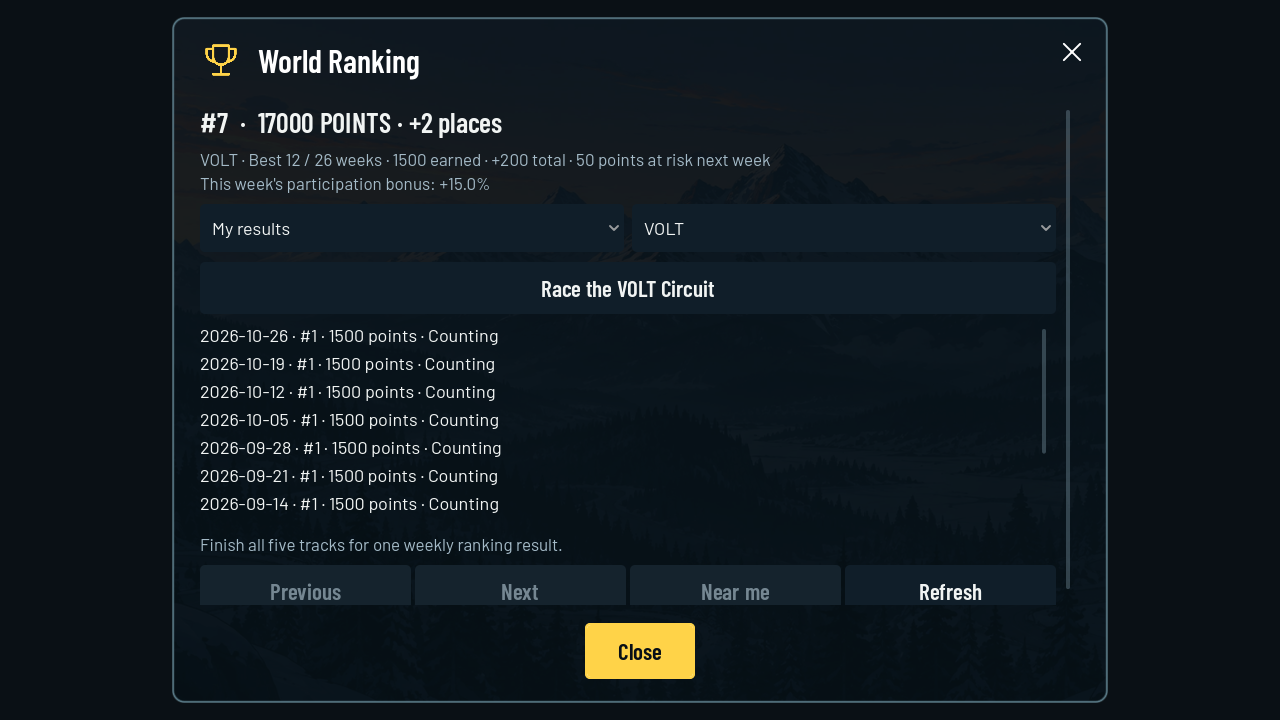 World Ranking
#7 · 17000 POINTS · +2 places
VOLT · Best 12 / 26 weeks · 1500 earned · +200 total · 50 points at risk next week
This week's participation bonus: +15.0%
My results
VOLT
Race the VOLT Circuit
2026-10-26 · #1 · 1500 points · Counting
2026-10-19 · #1 · 1500 points · Counting
2026-10-12 · #1 · 1500 points · Counting
2026-10-05 · #1 · 1500 points · Counting
2026-09-28 · #1 · 1500 points · Counting
2026-09-21 · #1 · 1500 points · Counting
2026-09-14 · #1 · 1500 points · Counting
Finish all five tracks for one weekly ranking result.
Previous
Next
Near me
Refresh
Close